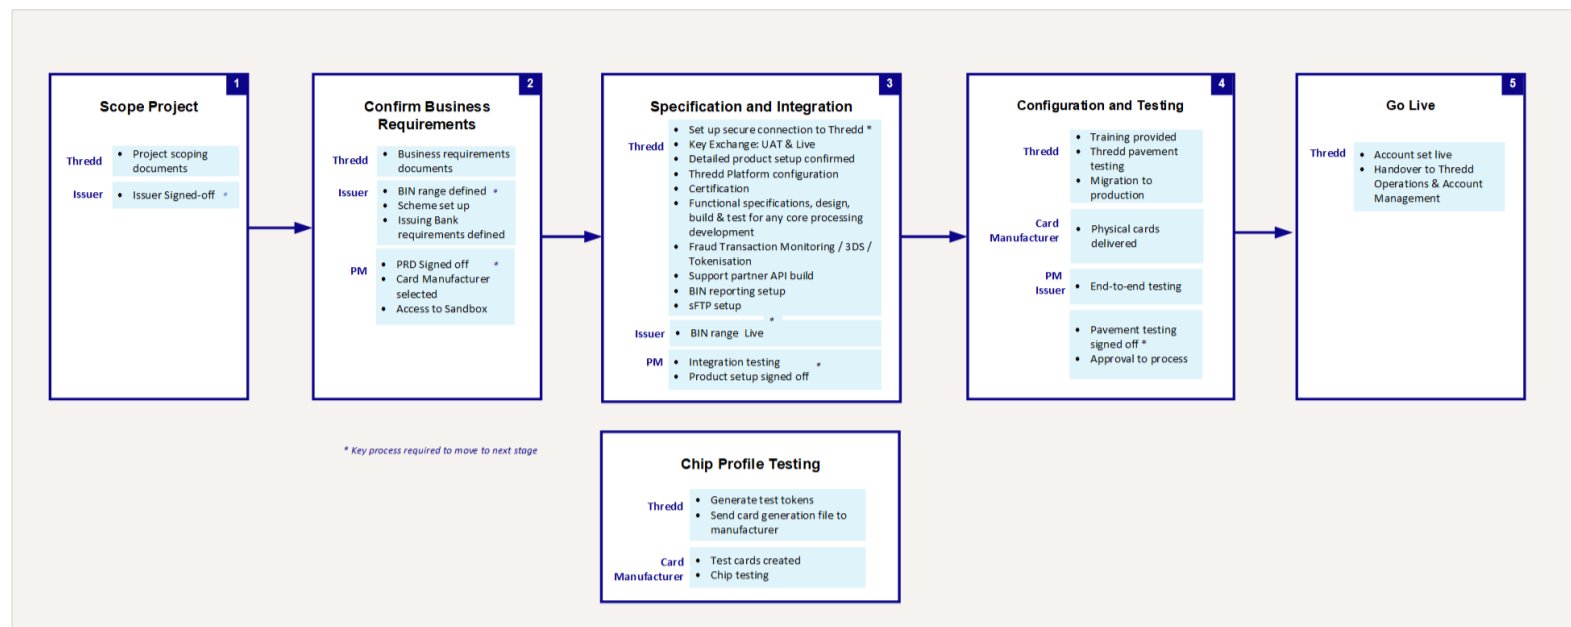 1
Scope Project
Thredd
• Project scoping
documents
Issuer
• Issuer Signed-off *
2
Confirm Business
Requirements
Thredd
• Business requirements
documents
Issuer
• BIN range defined *
• Scheme set up
• Issuing Bank
requirements defined
PM
• PRD Signed off *
• Card Manufacturer
selected
• Access to Sandbox
3
Specification and Integration
Thredd
• Set up secure connection to Thredd *
• Key Exchange: UAT & Live
• Detailed product setup confirmed
• Thredd Platform configuration
• Certification
• Functional specifications, design,
build & test for any core processing
development
• Fraud Transaction Monitoring / 3DS /
Tokenisation
• Support partner API build
• BIN reporting setup
• sFTP setup
*
Issuer
• BIN range Live
PM
• Integration testing *
• Product setup signed off
4
Configuration and Testing
Thredd
• Training provided
• Thredd pavement
testing
• Migration to
production
Card
Manufacturer
• Physical cards
delivered
PM
Issuer
• End-to-end testing
• Pavement testing
signed off *
• Approval to process
5
Go Live
Thredd
• Account set live
• Handover to Thredd
Operations & Account
Management
* Key process required to move to next stage
Chip Profile Testing
Thredd
• Generate test tokens
• Send card generation file to
manufacturer
Card
Manufacturer
• Test cards created
• Chip testing